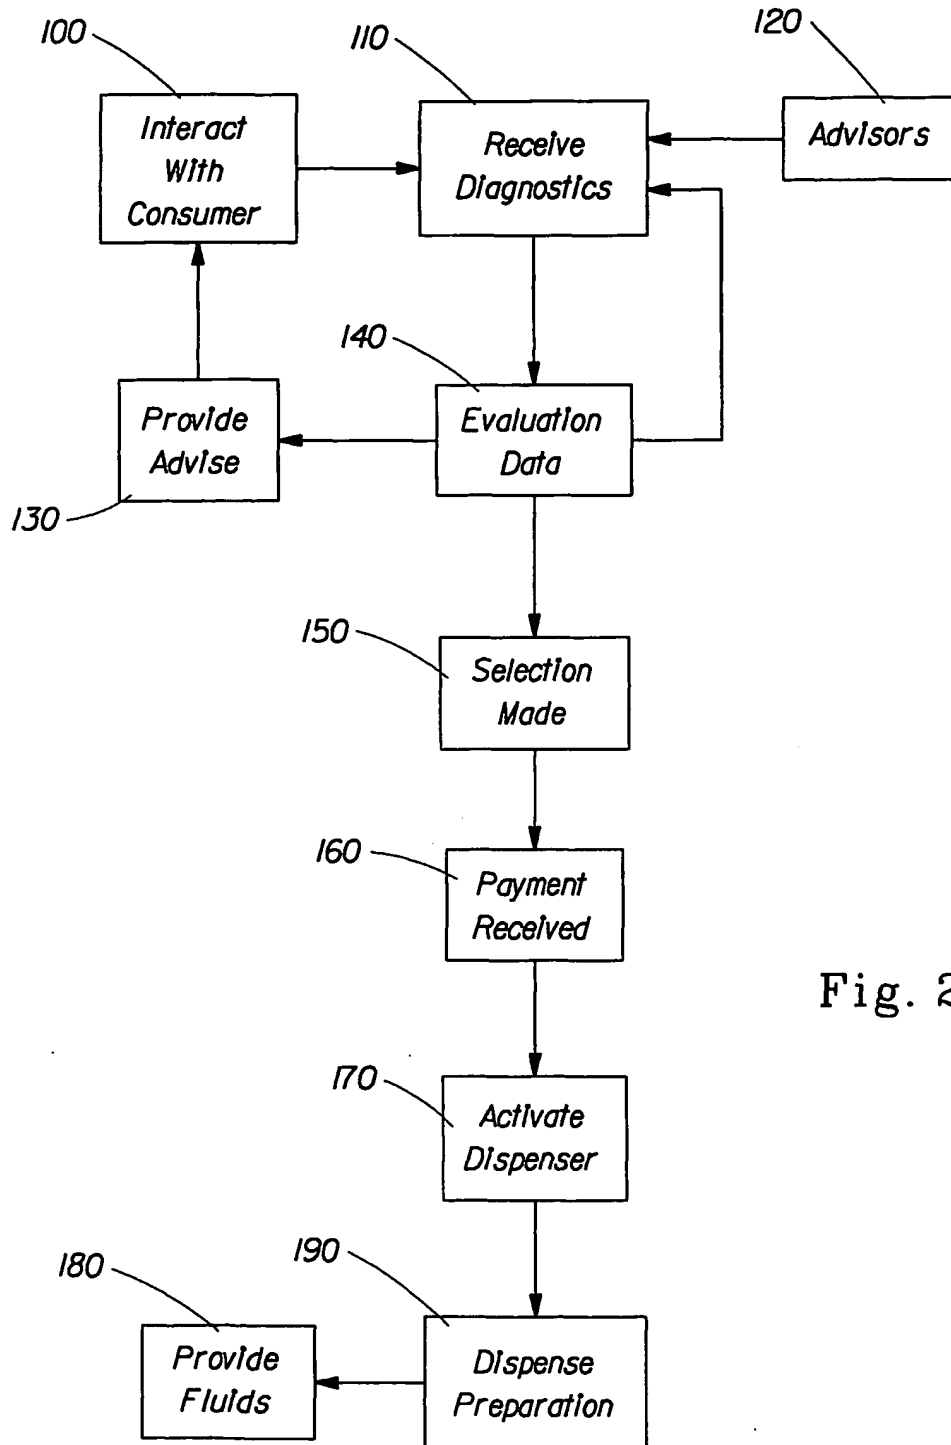 100
110
120
Interact
With
Consumer
Receive
Diagnostics
Advisors
140
Provide
Advise
Evaluation
Data
130
150
Selection
Made
160
Payment
Received
Fig. 2
170
Activate
Dispenser
190
180
Provide
Fluids
Dispense
Preparation